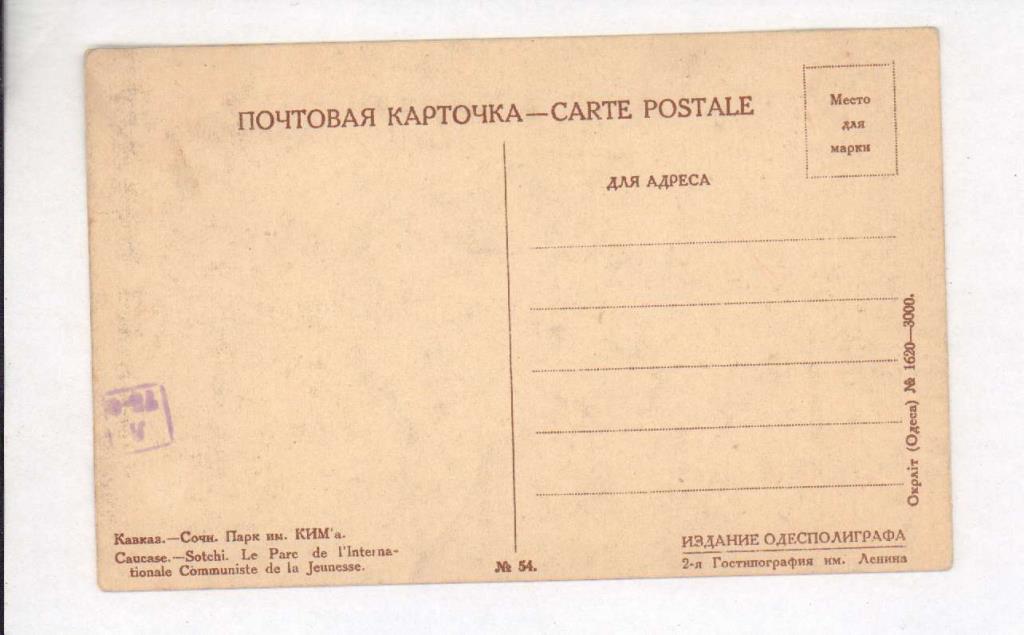 ПОЧТОВАЯ КАРТОЧКА—CARTE POSTALE
Место
для
марки
ДЛЯ АДРЕСА
Окрліт (Одеса) № 1620—3000.
Кавказ.—Сочи. Парк им. КИМ'а.
Caucase.—Sotchi. Le Parc de l'Interna-
tionale Communiste de la Jeunesse.
№ 54.
ИЗДАНИЕ ОДЕСПОЛИГРАФА
2-я Гостипография им. Ленина